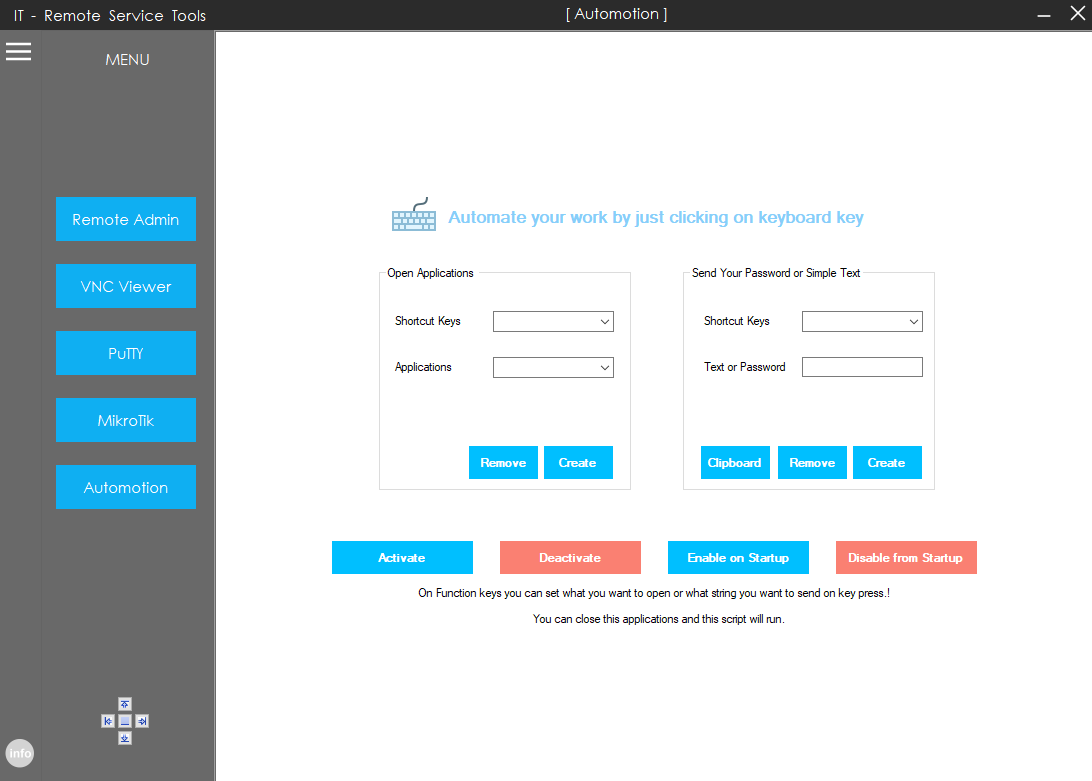 IT - Remote Service Tools
[ Automotion ]
MENU
Remote Admin
VNC Viewer
PuTTY
MikroTik
Automotion
info
Automate your work by just clicking on keyboard key
Open Applications
Shortcut Keys
Applications
Remove
Create
Send Your Password or Simple Text
Shortcut Keys
Text or Password
Clipboard
Remove
Create
Activate
Deactivate
Enable on Startup
Disable from Startup
On Function keys you can set what you want to open or what string you want to send on key press.!
You can close this applications and this script will run.